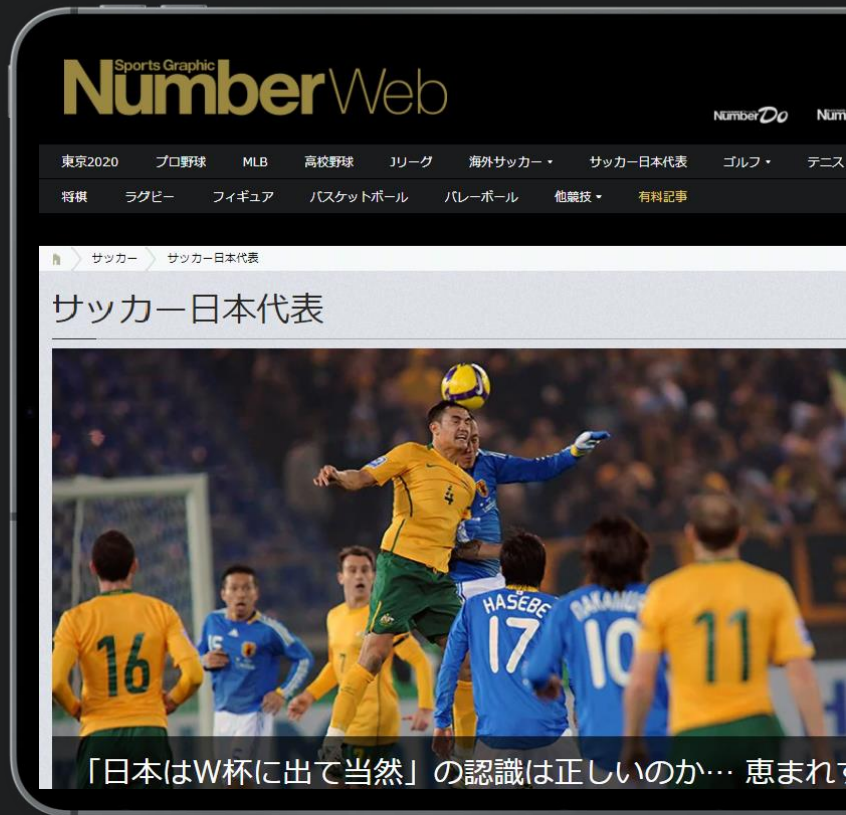 Sports Graphic
NumberWeb
NumberDo
東京2020 プロ野球 MLB 高校野球 Jリーグ 海外サッカー サッカー日本代表 ゴルフ テニス
将棋 ラグビー フィギュア バスケットボール バレーボール 他競技 有料記事
サッカー サッカー日本代表
サッカー日本代表
4
16
15
7
HASEBE
17
10
11
「日本はW杯に出て当然」の認識は正しいのか… 恵まれ